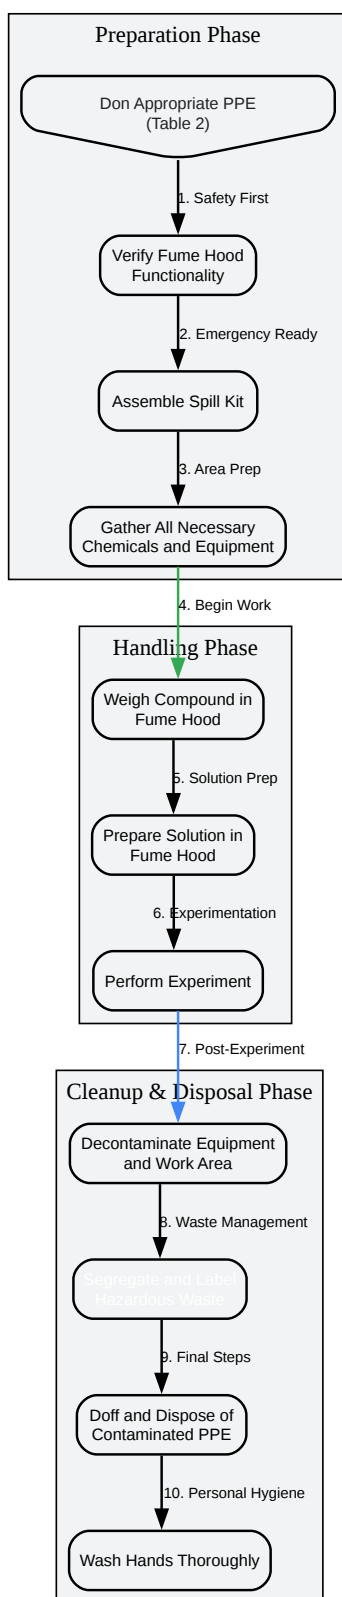 Preparation Phase
Don Appropriate PPE
(Table 2)
1. Safety First
Verify Fume Hood
Functionality
2. Emergency Ready
Assemble Spill Kit
3. Area Prep
Gather All Necessary
Chemicals and Equipment
4. Begin Work
Handling Phase
Weigh Compound in
Fume Hood
5. Solution Prep
Prepare Solution in
Fume Hood
6. Experimentation
Perform Experiment
7. Post-Experiment
Cleanup & Disposal Phase
Decontaminate Equipment
and Work Area
8. Waste Management
Segregate and Label
Hazardous Waste
9. Final Steps
Doff and Dispose of
Contaminated PPE
10. Personal Hygiene
Wash Hands Thoroughly